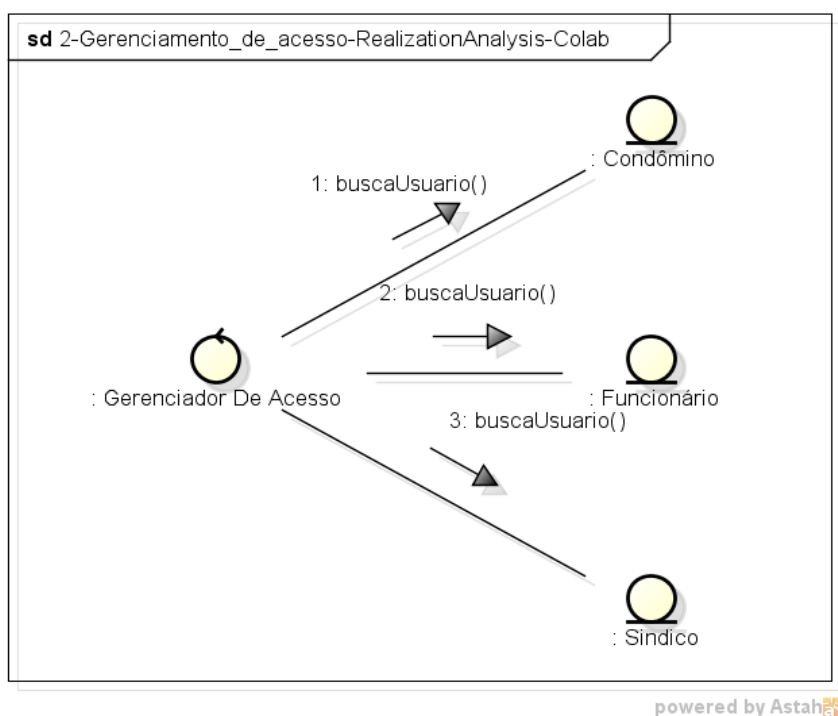 sd 2-Gerenciamento_de_acesso-RealizationAnalysis-Colab
: Condômino
1: buscaUsuario()
2: buscaUsuario()
: Gerenciador De Acesso
: Funcionário
3: buscaUsuario()
: Sindico
powered by Astah